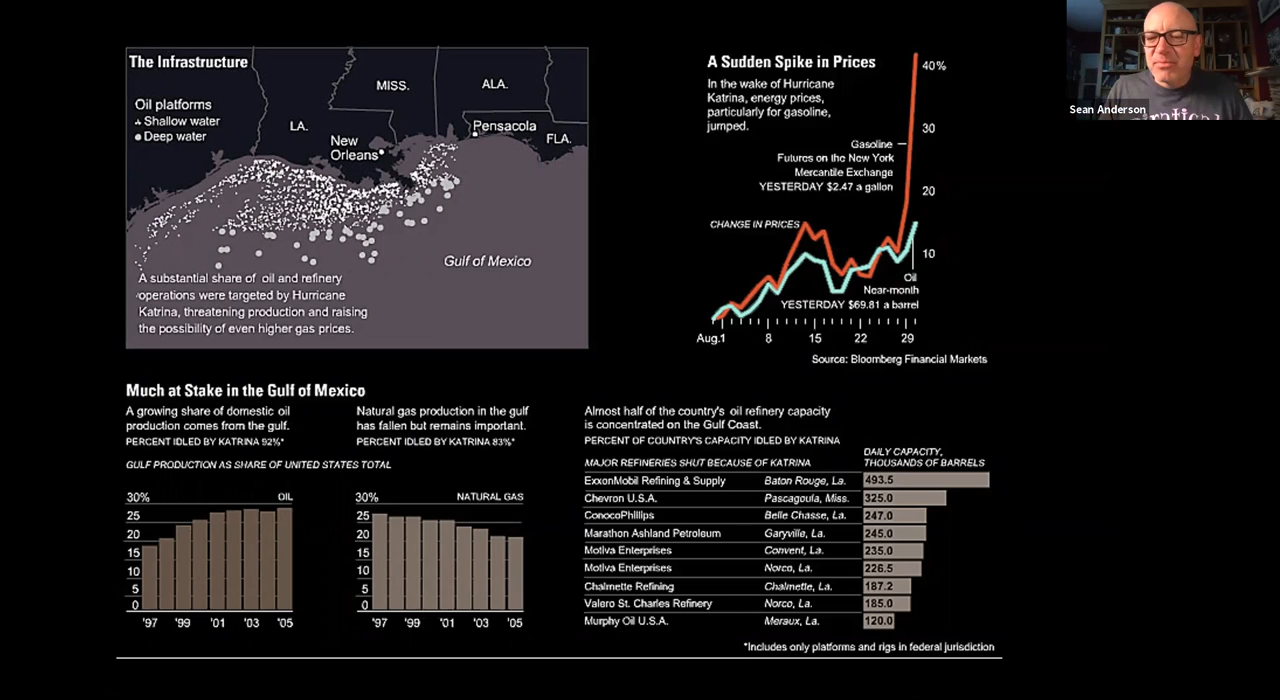 The Infrastructure
Oil platforms
Shallow water
Deep water
MISS.
ALA.
LA.
New
Orleans
Pensacola
FLA.
Gulf of Mexico
A substantial share of oil and refinery
operations were targeted by Hurricane
Katrina, threatening production and raising
the possibility of even higher gas prices.
A Sudden Spike in Prices
In the wake of Hurricane
Katrina, energy prices,
particularly for gasoline,
jumped.
40%
30
20
10
Gasoline
Futures on the New York
Mercantile Exchange
YESTERDAY $2.47 a gallon
CHANGE IN PRICES
Oil
Near-month
YESTERDAY $69.81 a barrel
Aug.1 8 15 22 29
Source: Bloomberg Financial Markets
Sean Anderson
Much at Stake in the Gulf of Mexico
A growing share of domestic oil
production comes from the gulf.
PERCENT IDLED BY KATRINA 92%*
Natural gas production in the gulf
has fallen but remains important.
PERCENT IDLED BY KATRINA 83%*
GULF PRODUCTION AS SHARE OF UNITED STATES TOTAL
30% OIL
25
20
15
10
5
0
'97 '99 '01 '03 '05
30% NATURAL GAS
25
20
15
10
5
0
'97 '99 '01 '03 '05
Almost half of the country's oil refinery capacity
is concentrated on the Gulf Coast.
PERCENT OF COUNTRY'S CAPACITY IDLED BY KATRINA
DAILY CAPACITY,
MAJOR REFINERIES SHUT BECAUSE OF KATRINA THOUSANDS OF BARRELS
ExxonMobil Refining & Supply Baton Rouge, La. 493.5
Chevron U.S.A. Pascagoula, Miss. 325.0
ConocoPhillips Belle Chasse, La. 247.0
Marathon Ashland Petroleum Garyville, La. 245.0
Motiva Enterprises Convent, La. 235.0
Motiva Enterprises Norco, La. 226.5
Chalmette Refining Chalmette, La. 187.2
Valero St. Charles Refinery Norco, La. 185.0
Murphy Oil U.S.A. Meraux, La. 120.0
*Includes only platforms and rigs in federal jurisdiction